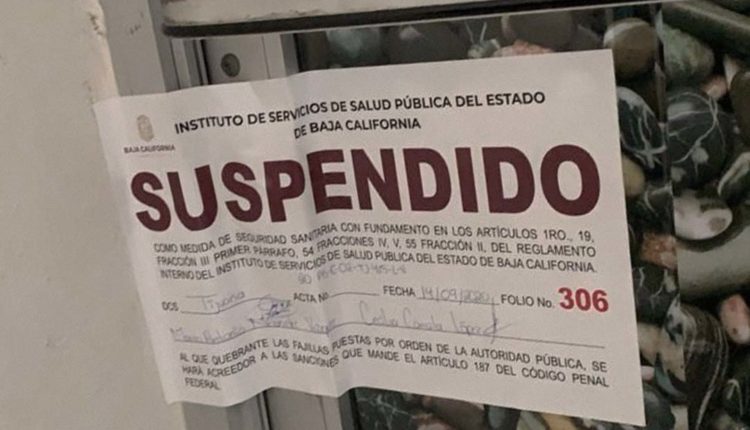 INSTITUTO DE SERVICIOS DE SALUD PÚBLICA DEL ESTADO
DE BAJA CALIFORNIA
BAJA CALIFORNIA
SUSPENDIDO
COMO MEDIDA DE SEGURIDAD SANITARIA CON FUNDAMENTO EN LOS ARTÍCULOS 1RO., 19,
FRACCIÓN III PRIMER PÁRRAFO, 54 FRACCIONES IV, V, 55 FRACCIÓN II, DEL REGLAMENTO
INTERNO DEL INSTITUTO DE SERVICIOS DE SALUD PUBLICA DEL ESTADO DE BAJA CALIFORNIA.
DCS Tijuana ACTA NO FECHA 14/09/2020 FOLIO No. 306
AL QUE QUEBRANTE LAS FAJILLAS PUESTAS POR ORDEN DE LA AUTORIDAD PÚBLICA, SE
HARÁ ACREEDOR A LAS SANCIONES QUE MANDE EL ARTÍCULO 187 DEL CÓDIGO PENAL
FEDERAL.